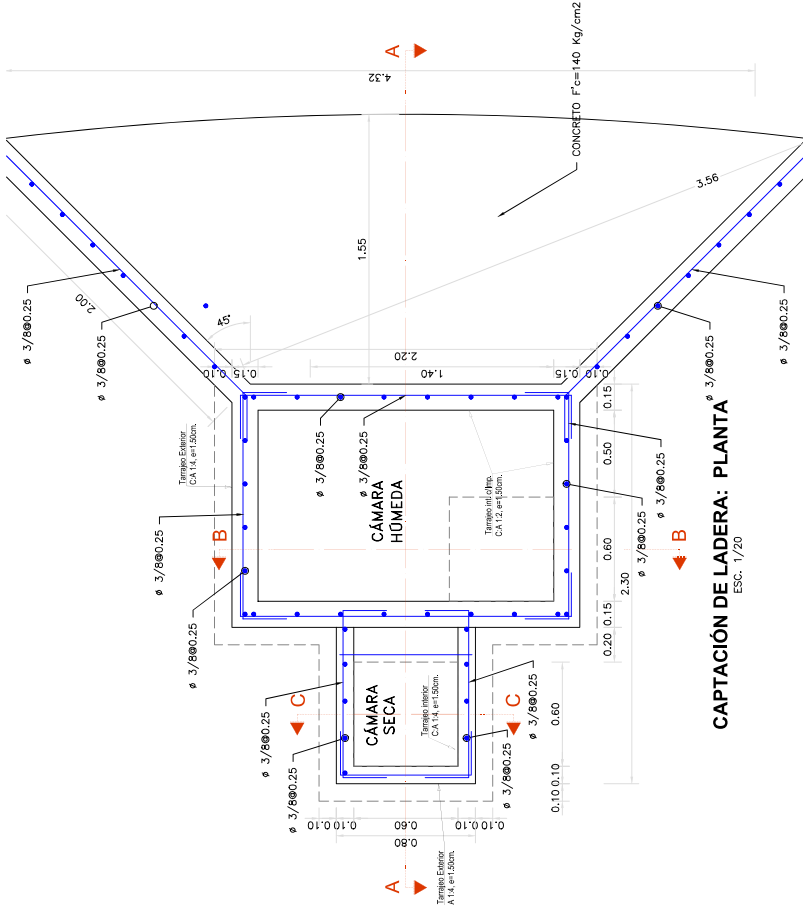 A
4.32
CONCRETO F'c=140 Kg/cm2
3.56
1.55
ø 3/8@0.25
2.00
ø 3/8@0.25
45°
ø 3/8@0.25
ø 3/8@0.25
2.20
0.10
0.15
1.40
0.15
0.10
Tarrajeo Exterior
C:A 1:4, e=1.50cm.
ø 3/8@0.25
ø 3/8@0.25
CÁMARA
HÚMEDA
Tarrajeo int. c/Imp.
C:A 1:2, e=1.50cm.
0.15
0.50
0.60
0.15
0.20
2.30
ø 3/8@0.25
ø 3/8@0.25
B
B
ø 3/8@0.25
ø 3/8@0.25
CAPTACIÓN DE LADERA: PLANTA
ESC. 1/20
C
C
CÁMARA
SECA
Tarrajeo interior
C:A 1:4, e=1.50cm.
ø 3/8@0.25
ø 3/8@0.25
ø 3/8@0.25
ø 3/8@0.25
0.60
0.10
0.10
0.10
0.10
0.60
0.10
0.10
0.80
A
Tarrajeo Exterior
A 1:4, e=1.50cm.